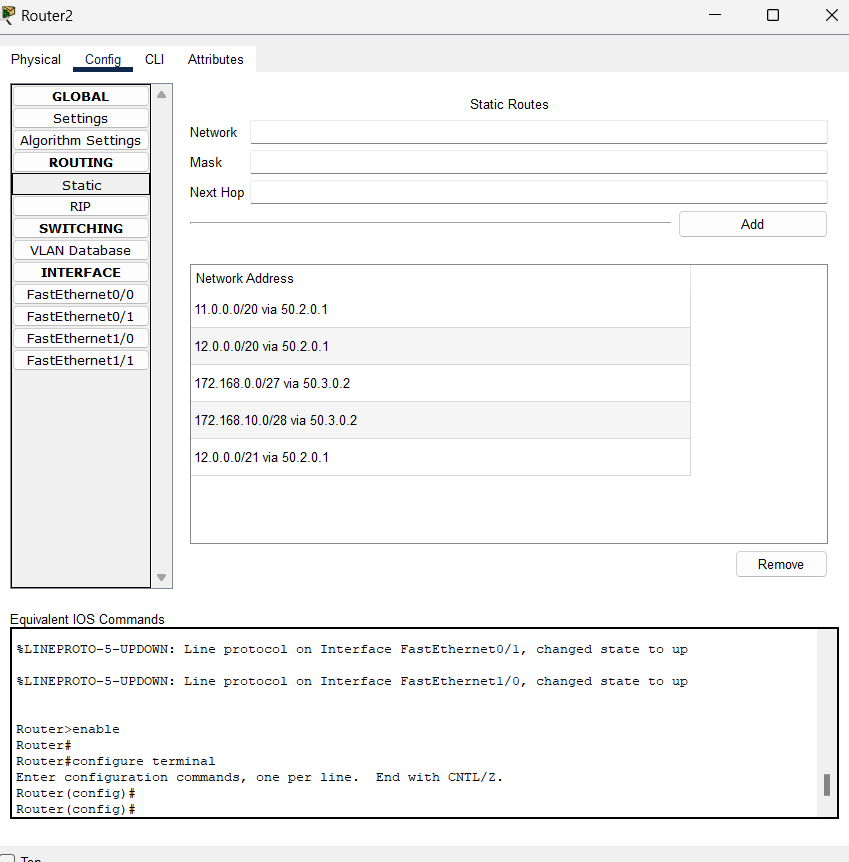 Router2
Physical Config CLI Attributes
GLOBAL
Settings
Algorithm Settings
ROUTING
Static
RIP
SWITCHING
VLAN Database
INTERFACE
FastEthernet0/0
FastEthernet0/1
FastEthernet1/0
FastEthernet1/1
Static Routes
Network
Mask
Next Hop
Add
Network Address
11.0.0.0/20 via 50.2.0.1
12.0.0.0/20 via 50.2.0.1
172.168.0.0/27 via 50.3.0.2
172.168.10.0/28 via 50.3.0.2
12.0.0.0/21 via 50.2.0.1
Remove
Equivalent IOS Commands
%LINEPROTO-5-UPDOWN: Line protocol on Interface FastEthernet0/1, changed state to up
%LINEPROTO-5-UPDOWN: Line protocol on Interface FastEthernet1/0, changed state to up
Router>enable
Router#
Router#configure terminal
Enter configuration commands, one per line. End with CNTL/Z.
Router(config)#
Router(config)#